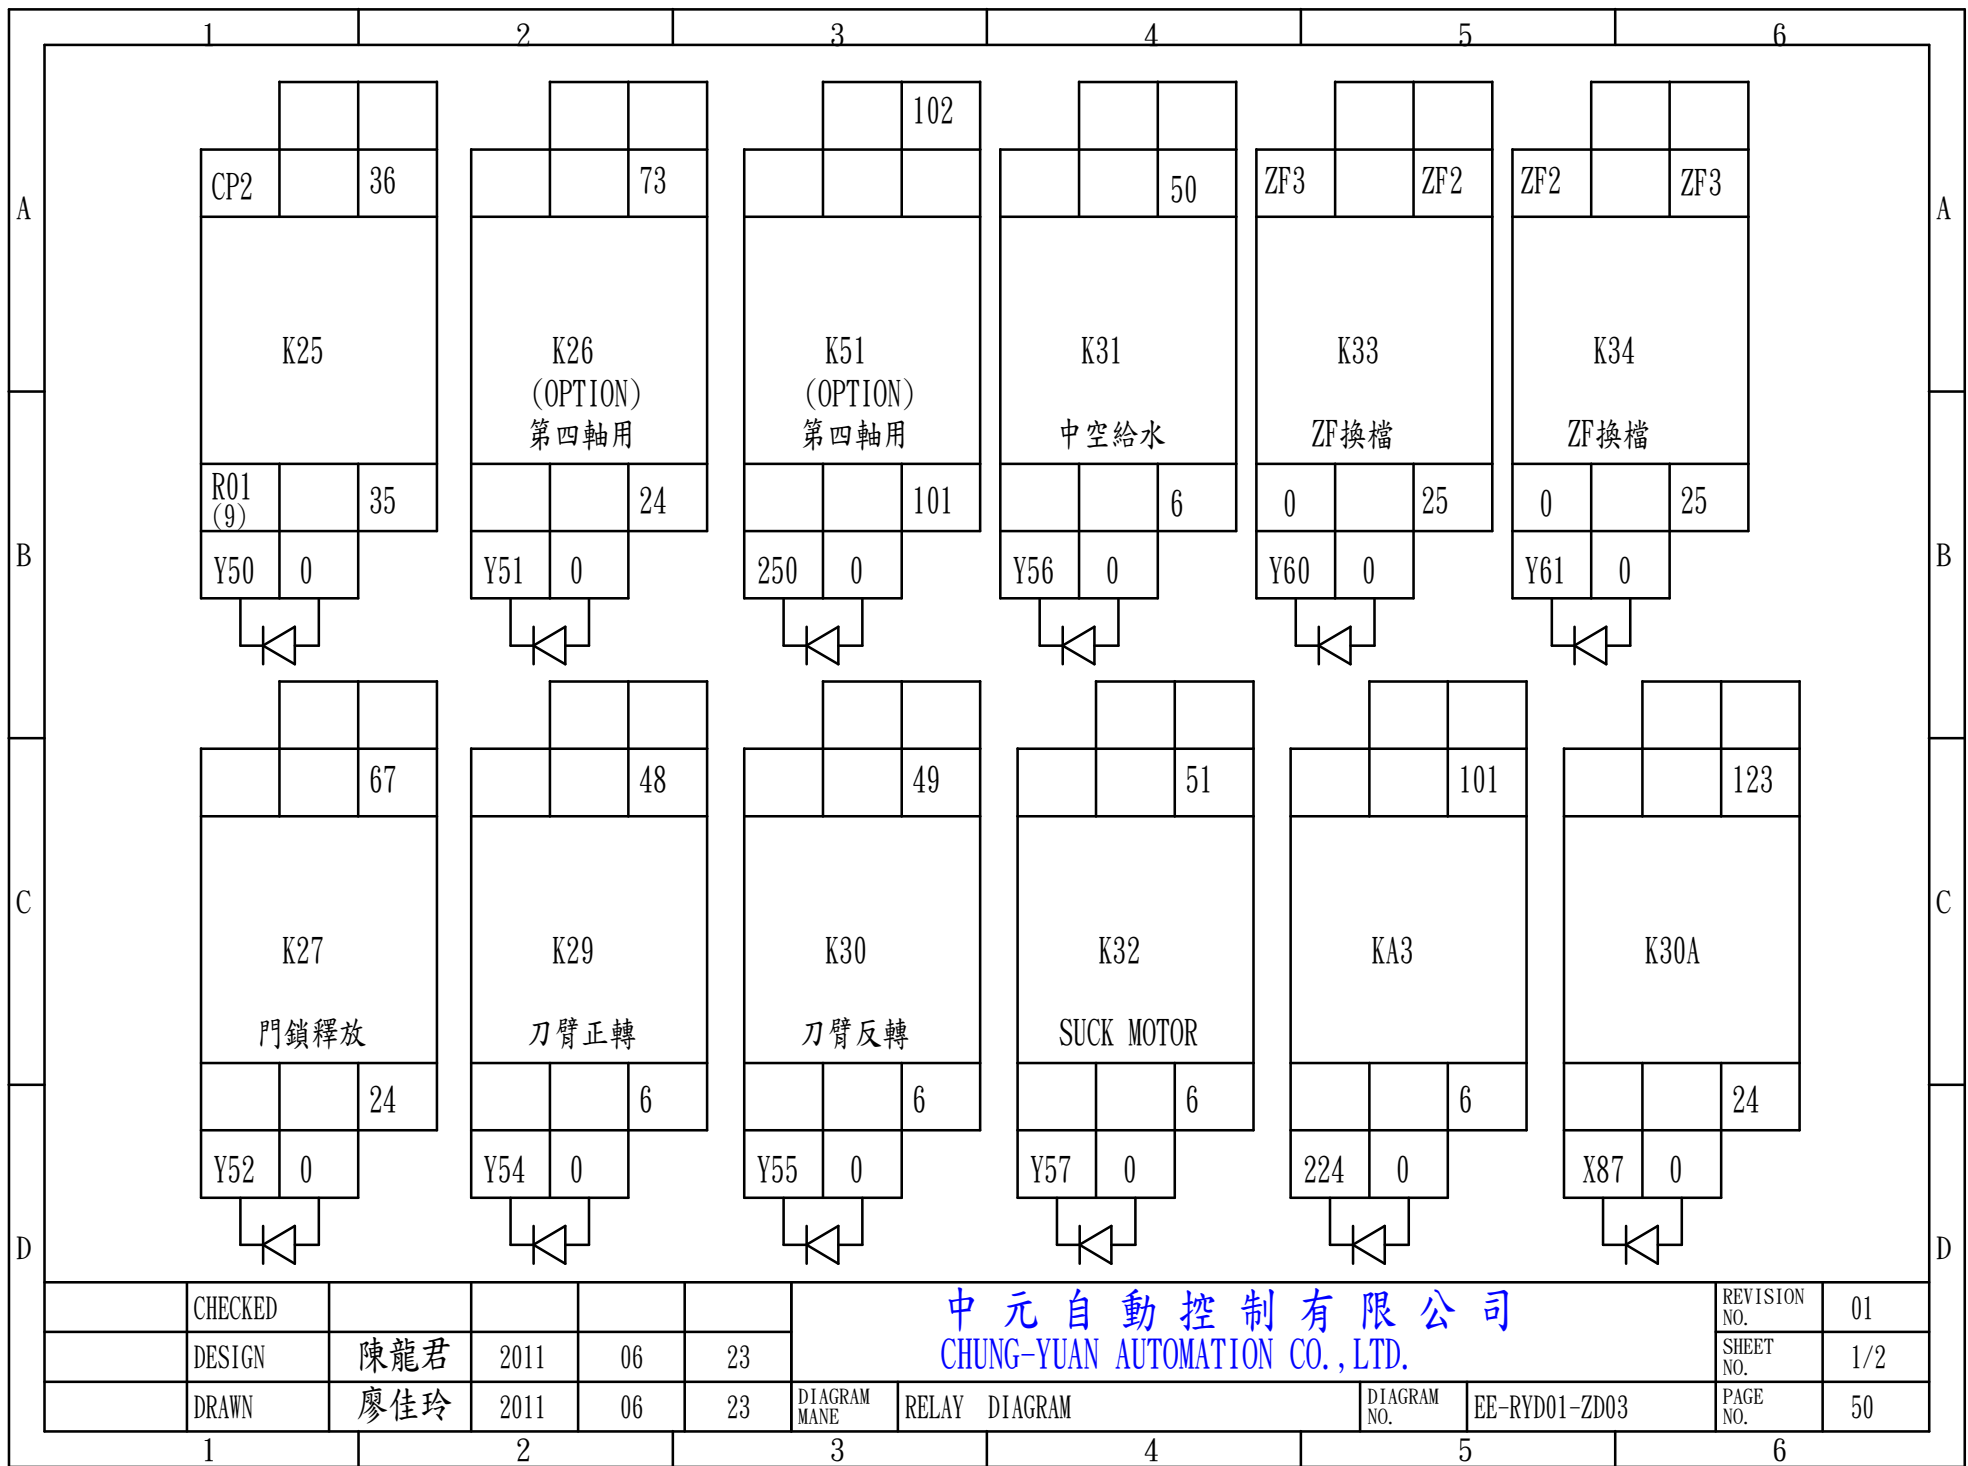 1 2 3 4 5 6
102
CP2 36 73 50 ZF3 ZF2 ZF2 ZF3
A A
K25 K26 K51 K31 K33 K34
(OPTION) (OPTION)
第四軸用 第四軸用 中空給水 ZF換檔 ZF換檔
R01 35 24 101 6 0 25 0 25
(9)
B B
Y50 0 Y51 0 250 0 Y56 0 Y60 0 Y61 0
67 48 49 51 101 123
C C
K27 K29 K30 K32 KA3 K30A
門鎖釋放 刀臂正轉 刀臂反轉 SUCK MOTOR
24 6 6 6 6 24
Y52 0 Y54 0 Y55 0 Y57 0 224 0 X87 0
D D
CHECKED
DESIGN 陳龍君 2011 06 23
DRAWN 廖佳玲 2011 06 23
中元自動控制有限公司
CHUNG-YUAN AUTOMATION CO.,LTD.
DIAGRAM
MANE
RELAY DIAGRAM
DIAGRAM
NO.
EE-RYD01-ZD03
REVISION
NO.
01
SHEET
NO.
1/2
PAGE
NO.
50
1 2 3 4 5 6